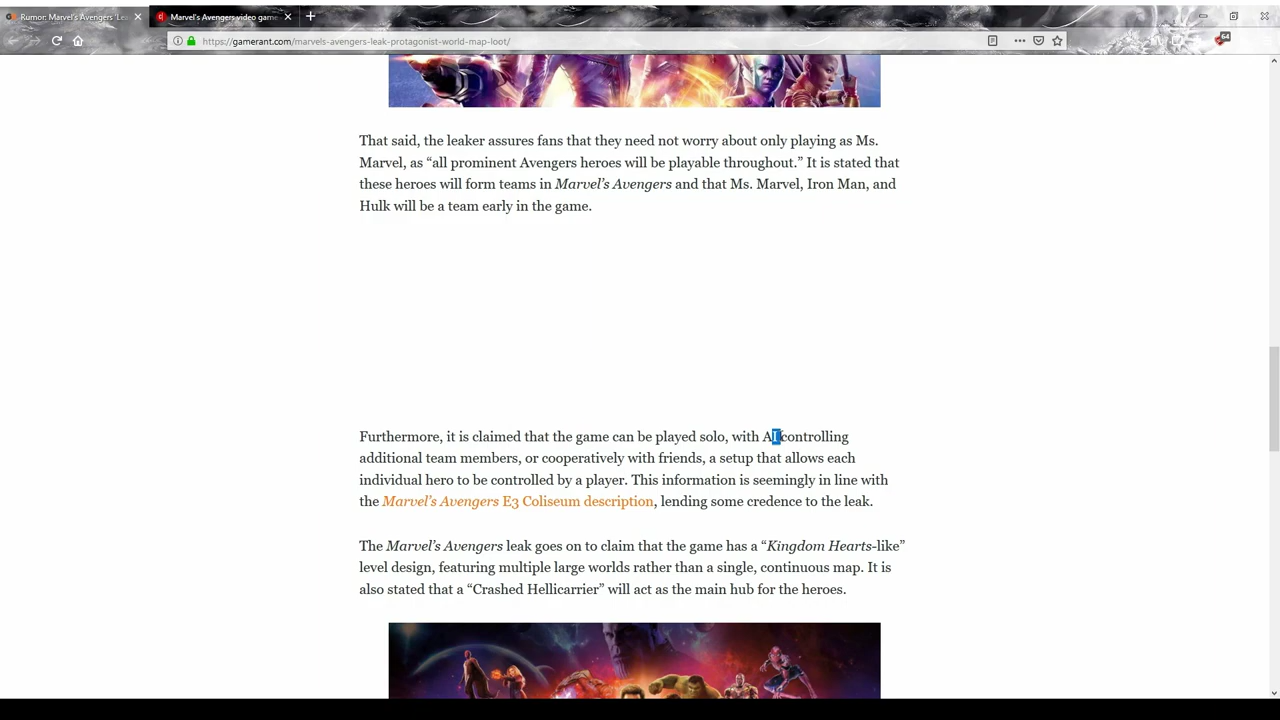 Rumor: Marvel's Avengers 'Lea
Marvel's Avengers video game
https://gamerant.com/marvels-avengers-leak-protagonist-world-map-loot/
64
That said, the leaker assures fans that they need not worry about only playing as Ms.
Marvel, as “all prominent Avengers heroes will be playable throughout.” It is stated that
these heroes will form teams in Marvel’s Avengers and that Ms. Marvel, Iron Man, and
Hulk will be a team early in the game.
Furthermore, it is claimed that the game can be played solo, with AI controlling
additional team members, or cooperatively with friends, a setup that allows each
individual hero to be controlled by a player. This information is seemingly in line with
the Marvel’s Avengers E3 Coliseum description, lending some credence to the leak.
The Marvel’s Avengers leak goes on to claim that the game has a “Kingdom Hearts-like”
level design, featuring multiple large worlds rather than a single, continuous map. It is
also stated that a “Crashed Hellicarrier” will act as the main hub for the heroes.